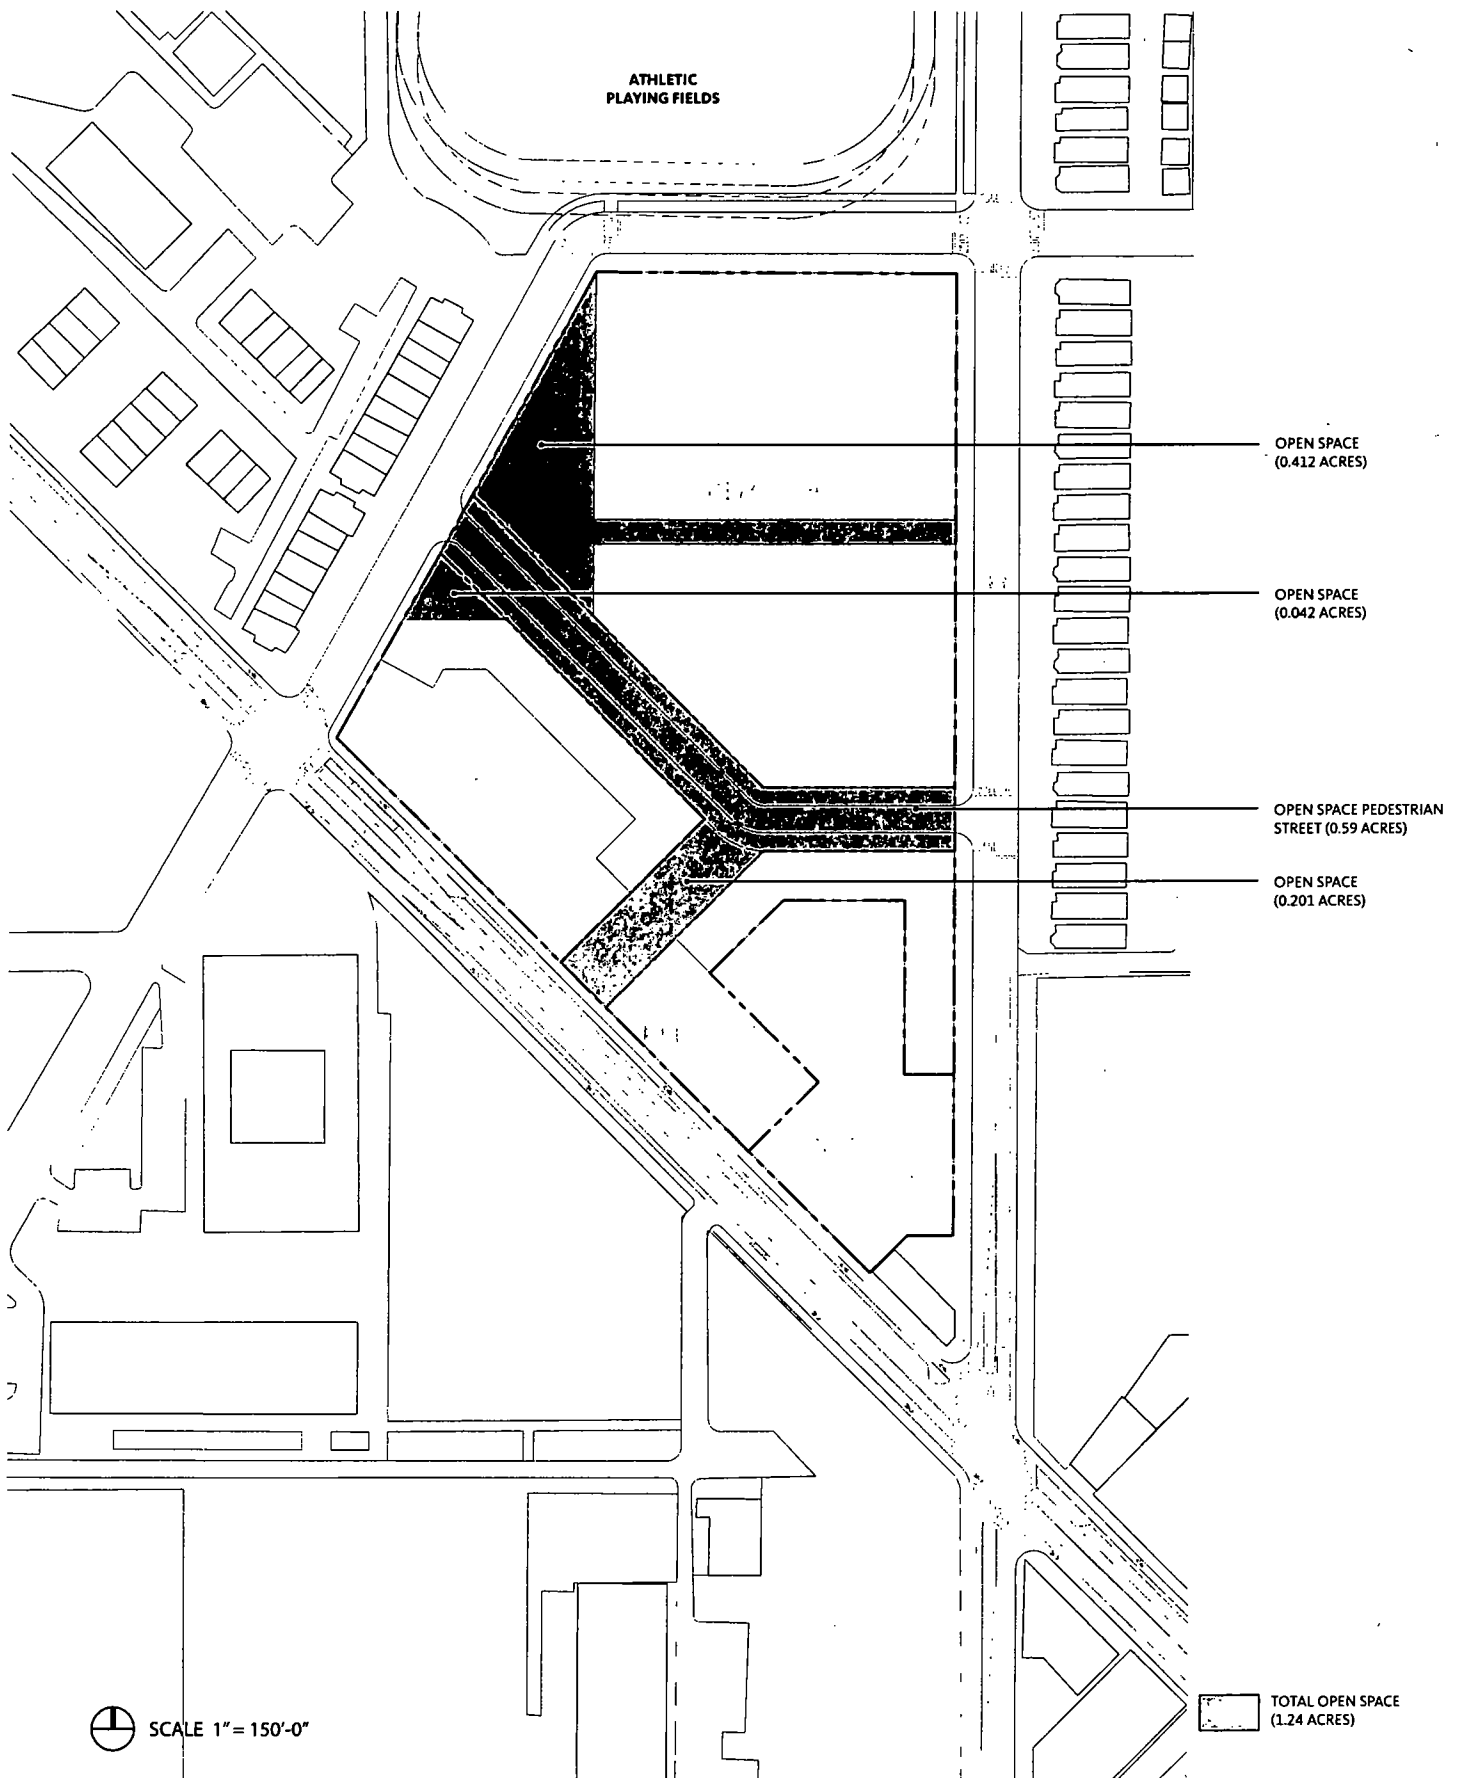 ATHLETIC
PLAYING FIELDS
OPEN SPACE
(0.412 ACRES)
OPEN SPACE
(0.042 ACRES)
OPEN SPACE PEDESTRIAN
STREET (0.59 ACRES)
OPEN SPACE
(0.201 ACRES)
SCALE 1" = 150'-0"
TOTAL OPEN SPACE
(1.24 ACRES)